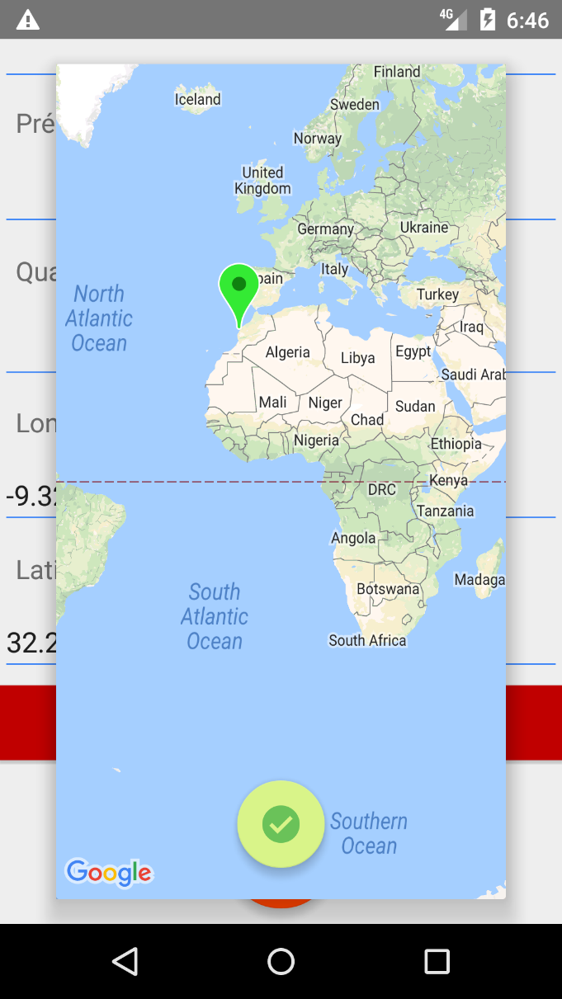 4G 6:46
Finland
Iceland
Sweden
Pré
Norway
United
Kingdom
Germany
Ukraine
Qua
Italy
pain
North
Atlantic
Ocean
Turkey
Iraq
Algeria
Libya
Egypt
Saudi Arab
Mali
Niger
Sudan
Lon
Chad
Nigeria
Ethiopia
Kenya
DRC
-9.32
Tanzania
Angola
Lati
Madaga
Botswana
South
Atlantic
Ocean
32.2
South Africa
Southern
Ocean
Google